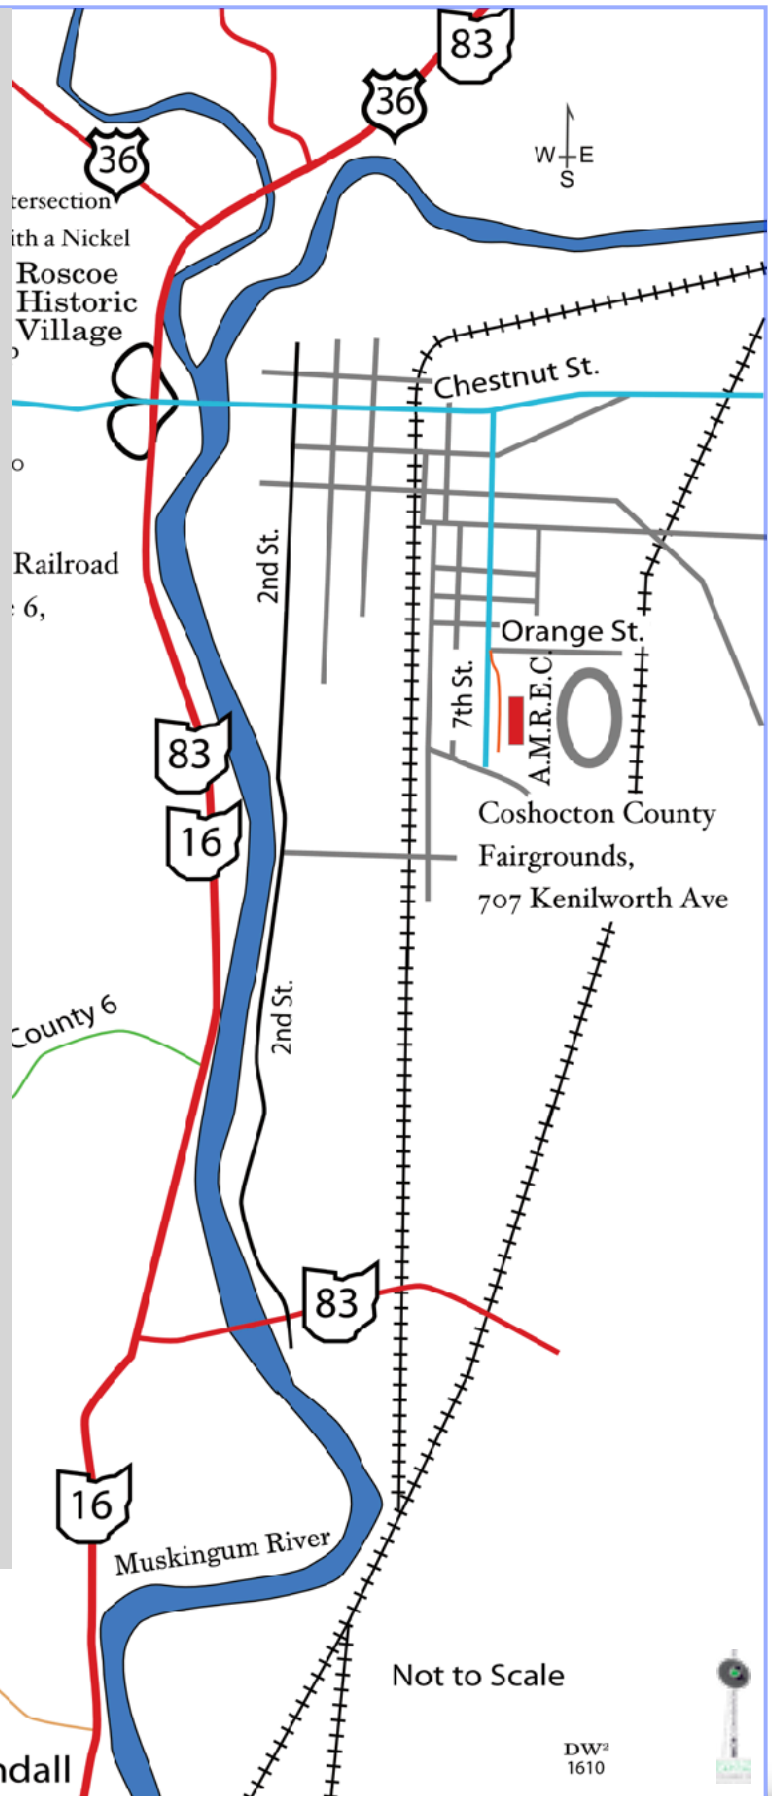 83
36
36
W E
S
tersection
ith a Nickel
Roscoe
Historic
Village
Chestnut St.
2nd St.
Railroad
6,
Orange St.
7th St.
A.M.R.E.C.
83
16
Coshocton County
Fairgrounds,
707 Kenilworth Ave
County 6
2nd St.
83
16
Muskingum River
Not to Scale
DW²
1610
ndall